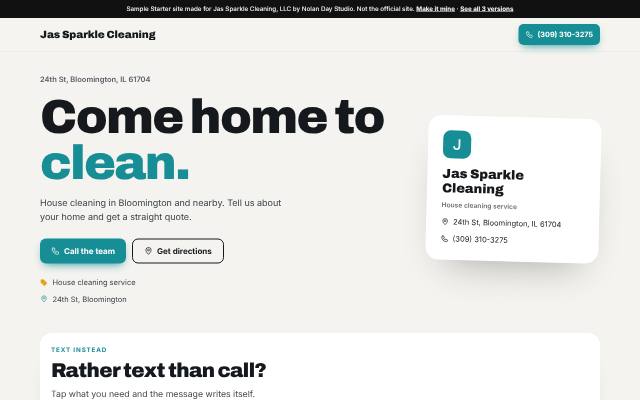 Sample Starter site made for Jas Sparkle Cleaning, LLC by Nolan Day Studio. Not the official site. Make it mine · See all 3 versions
Jas Sparkle Cleaning
(309) 310-3275
24th St, Bloomington, IL 61704
Come home to
clean.
House cleaning in Bloomington and nearby. Tell us about
your home and get a straight quote.
Call the team
Get directions
House cleaning service
24th St, Bloomington
J
Jas Sparkle
Cleaning
House cleaning service
24th St, Bloomington, IL 61704
(309) 310-3275
TEXT INSTEAD
Rather text than call?
Tap what you need and the message writes itself.